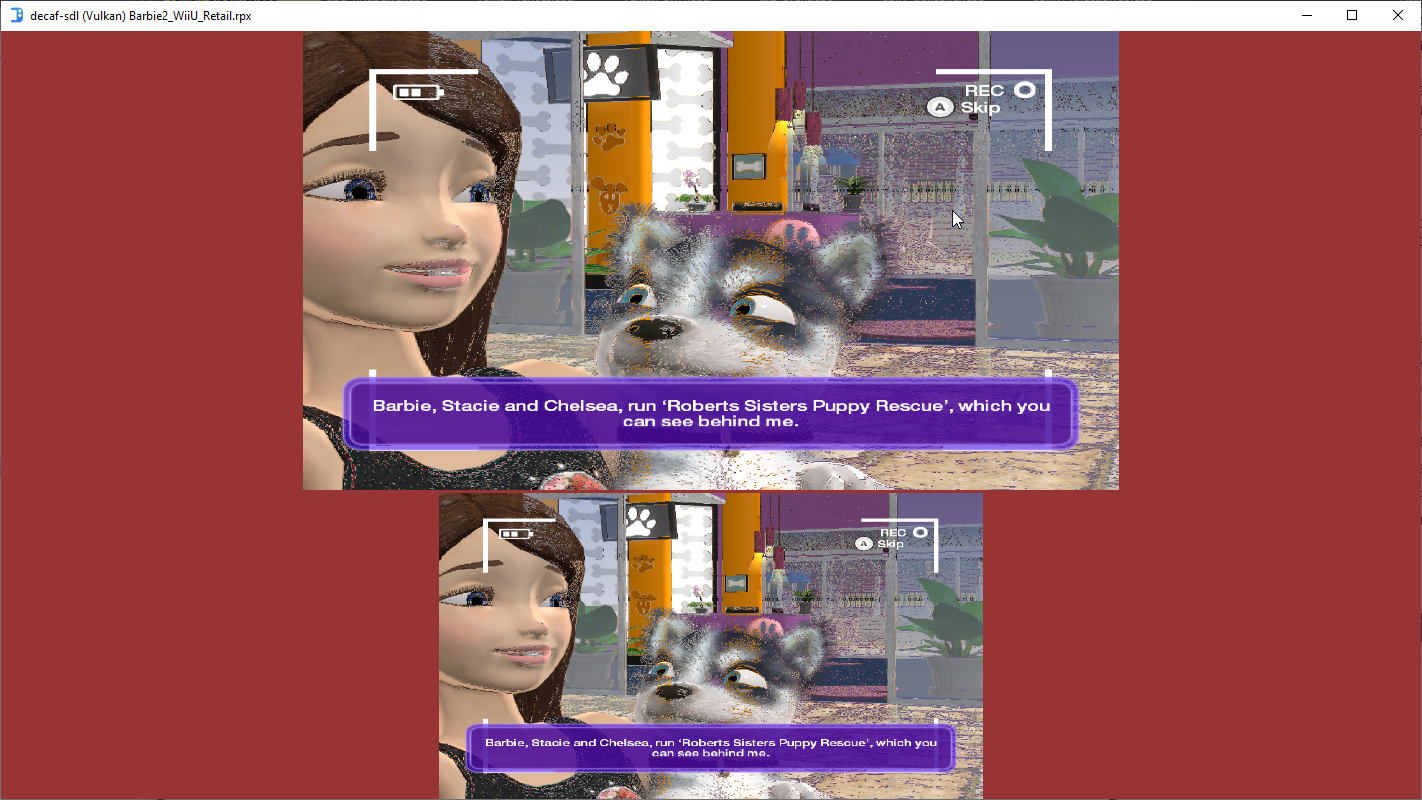 decaf-sdl (Vulkan) Barbie2_WiiU_Retail.rpx
REC
A Skip
Barbie, Stacie and Chelsea, run ‘Roberts Sisters Puppy Rescue’, which you
can see behind me.
REC
A Skip
Barbie, Stacie and Chelsea, run ‘Roberts Sisters Puppy Rescue’, which you
can see behind me.